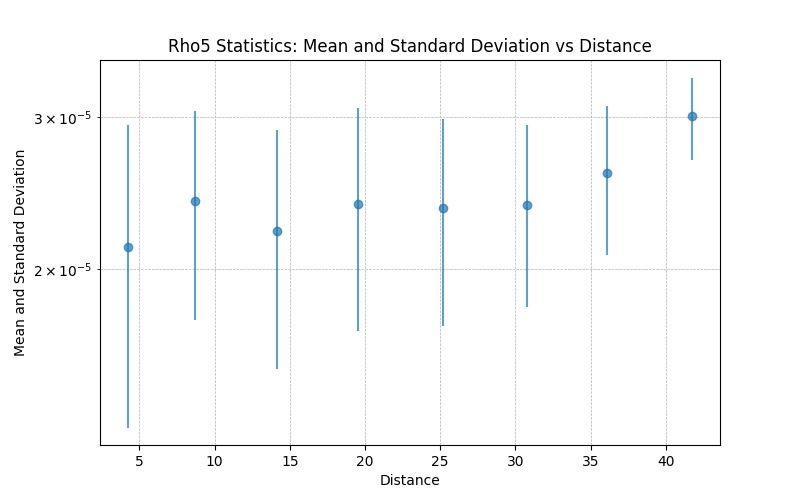 Rho5 Statistics: Mean and Standard Deviation vs Distance
Mean and Standard Deviation
3 × 10⁻⁵
2 × 10⁻⁵
5 10 15 20 25 30 35 40
Distance